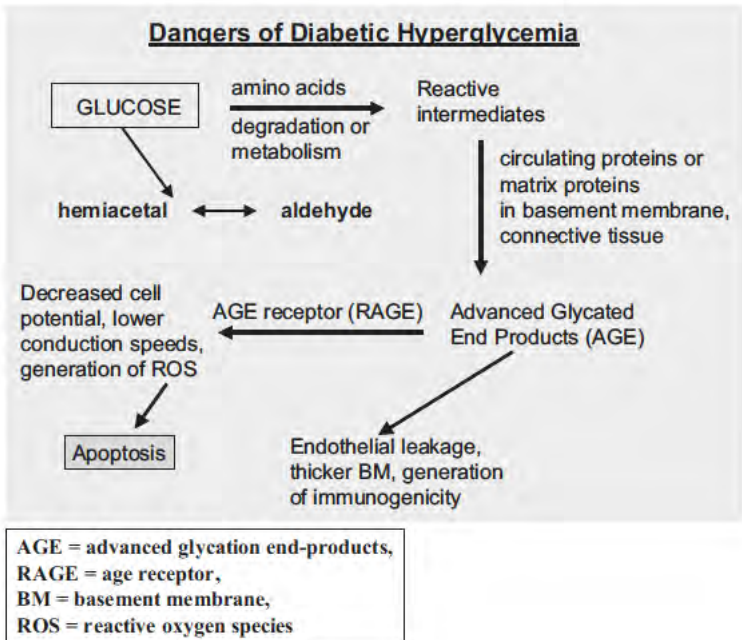 Dangers of Diabetic Hyperglycemia
GLUCOSE
amino acids
degradation or
metabolism
Reactive
intermediates
circulating proteins or
matrix proteins
in basement membrane,
connective tissue
hemiacetal
aldehyde
Decreased cell
potential, lower
conduction speeds,
generation of ROS
AGE receptor (RAGE)
Advanced Glycated
End Products (AGE)
Apoptosis
Endothelial leakage,
thicker BM, generation
of immunogenicity
AGE = advanced glycation end-products,
RAGE = age receptor,
BM = basement membrane,
ROS = reactive oxygen species